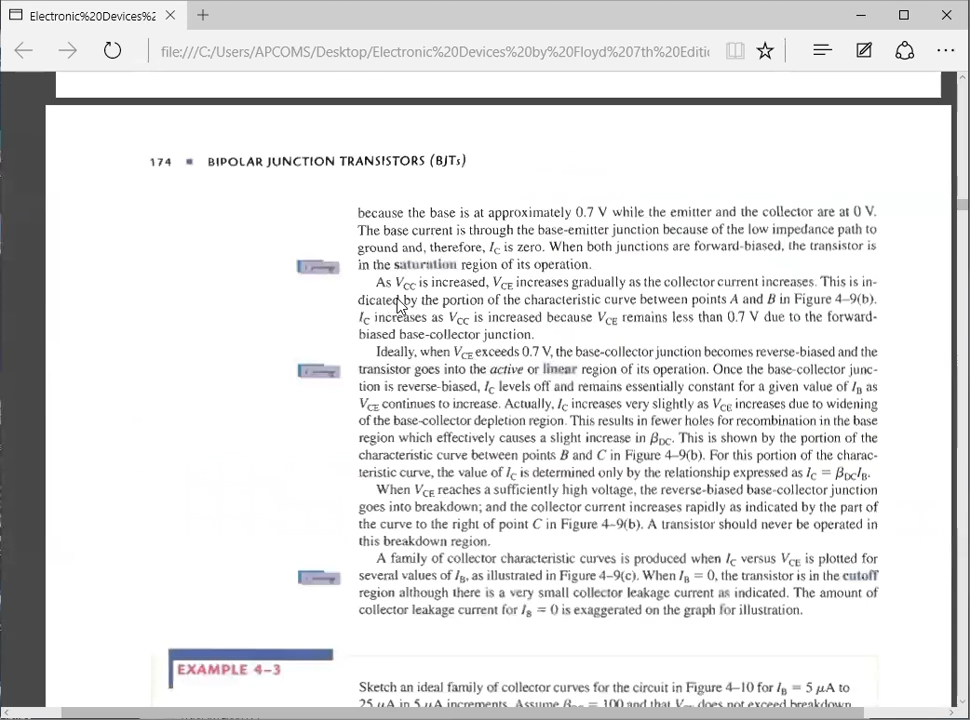 Electronic%20Devices%2
file:///C:/Users/APCOMS/Desktop/Electronic%20Devices%20by%20Floyd%207th%20Editi
174 ▪ BIPOLAR JUNCTION TRANSISTORS (BJTs)
because the base is at approximately 0.7 V while the emitter and the collector are at 0 V.
The base current is through the base-emitter junction because of the low impedance path to
ground and, therefore, IC is zero. When both junctions are forward-biased, the transistor is
in the saturation region of its operation.
As VCC is increased, VCE increases gradually as the collector current increases. This is in-
dicated by the portion of the characteristic curve between points A and B in Figure 4–9(b).
IC increases as VCC is increased because VCE remains less than 0.7 V due to the forward-
biased base-collector junction.
Ideally, when VCE exceeds 0.7 V, the base-collector junction becomes reverse-biased and the
transistor goes into the active or linear region of its operation. Once the base-collector junc-
tion is reverse-biased, IC levels off and remains essentially constant for a given value of IB as
VCE continues to increase. Actually, IC increases very slightly as VCE increases due to widening
of the base-collector depletion region. This results in fewer holes for recombination in the base
region which effectively causes a slight increase in βDC. This is shown by the portion of the
characteristic curve between points B and C in Figure 4–9(b). For this portion of the charac-
teristic curve, the value of IC is determined only by the relationship expressed as IC = βDCIB.
When VCE reaches a sufficiently high voltage, the reverse-biased base-collector junction
goes into breakdown; and the collector current increases rapidly as indicated by the part of
the curve to the right of point C in Figure 4–9(b). A transistor should never be operated in
this breakdown region.
A family of collector characteristic curves is produced when IC versus VCE is plotted for
several values of IB, as illustrated in Figure 4–9(c). When IB = 0, the transistor is in the cutoff
region although there is a very small collector leakage current as indicated. The amount of
collector leakage current for IB = 0 is exaggerated on the graph for illustration.
EXAMPLE 4–3
Sketch an ideal family of collector curves for the circuit in Figure 4–10 for IB = 5 μA to
25 μA in 5 μA increments. Assume βDC = 100 and that VCE does not exceed breakdown